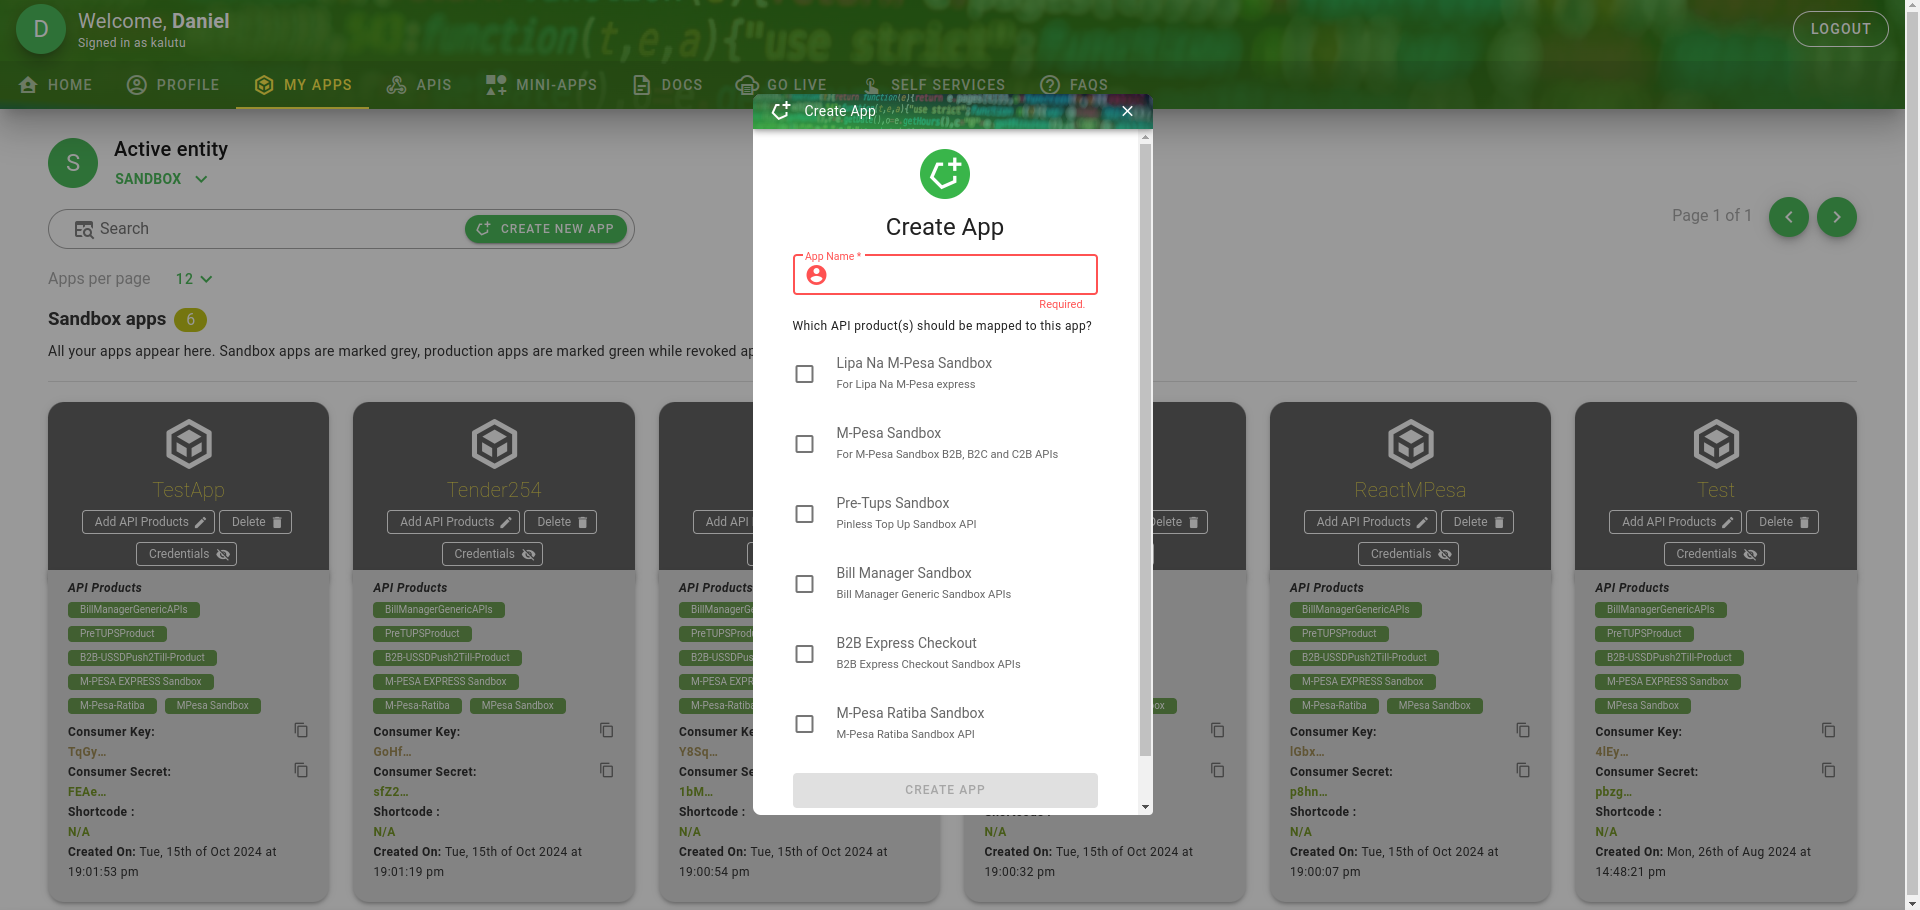 D
Welcome, Daniel
Signed in as kalutu
LOGOUT
HOME
PROFILE
MY APPS
APIS
MINI-APPS
DOCS
GO LIVE
SELF SERVICES
FAQS
S
Active entity
SANDBOX
Search
CREATE NEW APP
Page 1 of 1
Apps per page 12
Sandbox apps 6
All your apps appear here. Sandbox apps are marked grey, production apps are marked green while revoked ap
Create App
Create App
App Name *
Required.
Which API product(s) should be mapped to this app?
Lipa Na M-Pesa Sandbox
For Lipa Na M-Pesa express
M-Pesa Sandbox
For M-Pesa Sandbox B2B, B2C and C2B APIs
Pre-Tups Sandbox
Pinless Top Up Sandbox API
Bill Manager Sandbox
Bill Manager Generic Sandbox APIs
B2B Express Checkout
B2B Express Checkout Sandbox APIs
M-Pesa Ratiba Sandbox
M-Pesa Ratiba Sandbox API
CREATE APP
TestApp
Add API Products
Delete
Credentials
API Products
BillManagerGenericAPIs
PreTUPSProduct
B2B-USSDPush2Till-Product
M-PESA EXPRESS Sandbox
M-Pesa-Ratiba MPesa Sandbox
Consumer Key:
TqGy...
Consumer Secret:
FEAe...
Shortcode :
N/A
Created On: Tue, 15th of Oct 2024 at
19:01:53 pm
Tender254
Add API Products
Delete
Credentials
API Products
BillManagerGenericAPIs
PreTUPSProduct
B2B-USSDPush2Till-Product
M-PESA EXPRESS Sandbox
M-Pesa-Ratiba MPesa Sandbox
Consumer Key:
GoHf...
Consumer Secret:
sfZ2...
Shortcode :
N/A
Created On: Tue, 15th of Oct 2024 at
19:01:19 pm
Add API
API Products
BillManagerGe
PreTUPSProd
B2B-USSDPus
M-PESA EXPR
M-Pesa-Ratiba
Consumer Ke
Y8Sq...
Consumer Se
1bM...
Shortcode :
N/A
Created On: Tue, 15th of Oct 2024 at
19:00:54 pm
Delete
box
N/A
Created On: Tue, 15th of Oct 2024 at
19:00:32 pm
ReactMPesa
Add API Products
Delete
Credentials
API Products
BillManagerGenericAPIs
PreTUPSProduct
B2B-USSDPush2Till-Product
M-PESA EXPRESS Sandbox
M-Pesa-Ratiba MPesa Sandbox
Consumer Key:
lGbx...
Consumer Secret:
p8hn...
Shortcode :
N/A
Created On: Tue, 15th of Oct 2024 at
19:00:07 pm
Test
Add API Products
Delete
Credentials
API Products
BillManagerGenericAPIs
PreTUPSProduct
B2B-USSDPush2Till-Product
M-PESA EXPRESS Sandbox
MPesa Sandbox
Consumer Key:
4lEy...
Consumer Secret:
pbzg...
Shortcode :
N/A
Created On: Mon, 26th of Aug 2024 at
14:48:21 pm